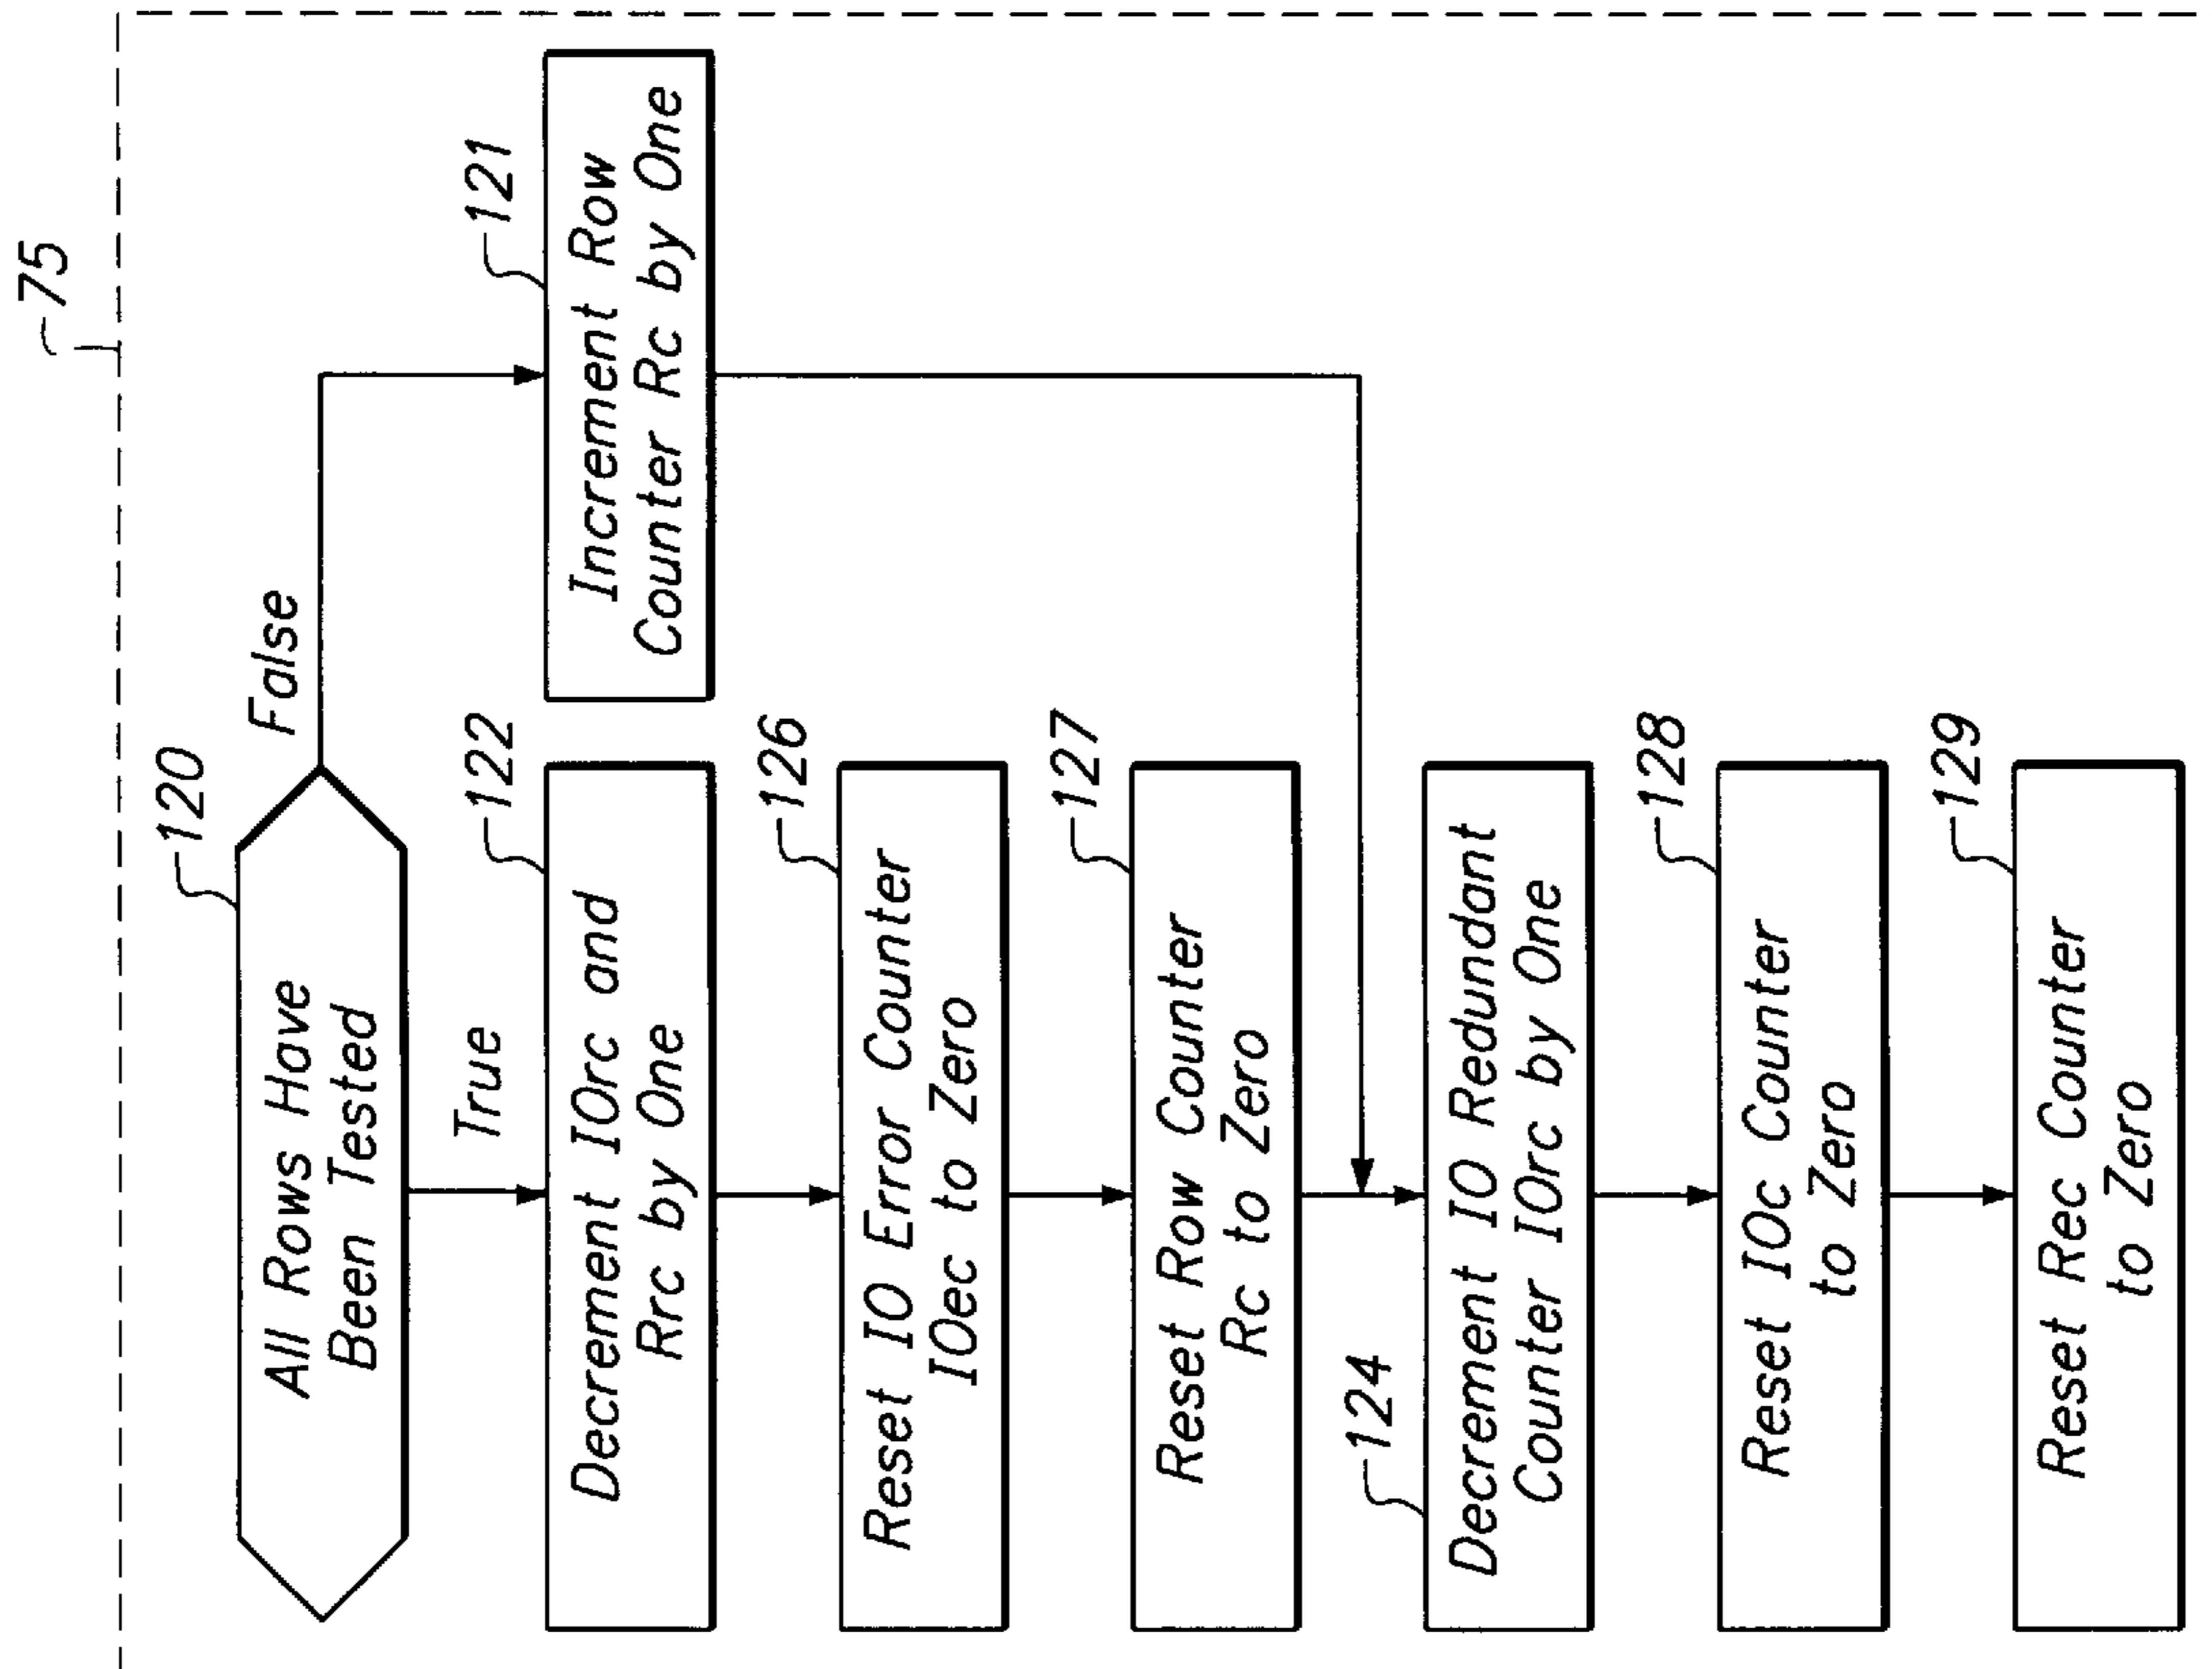 75
120
All Rows Have
Been Tested
False
True
122
Decrement IOrc and
Rrc by One
121
Increment Row
Counter Rc by One
126
Reset IO Error Counter
IOec to Zero
127
Reset Row Counter
Rc to Zero
124
Decrement IO Redundant
Counter IOrc by One
128
Reset IOc Counter
to Zero
129
Reset Rec Counter
to Zero